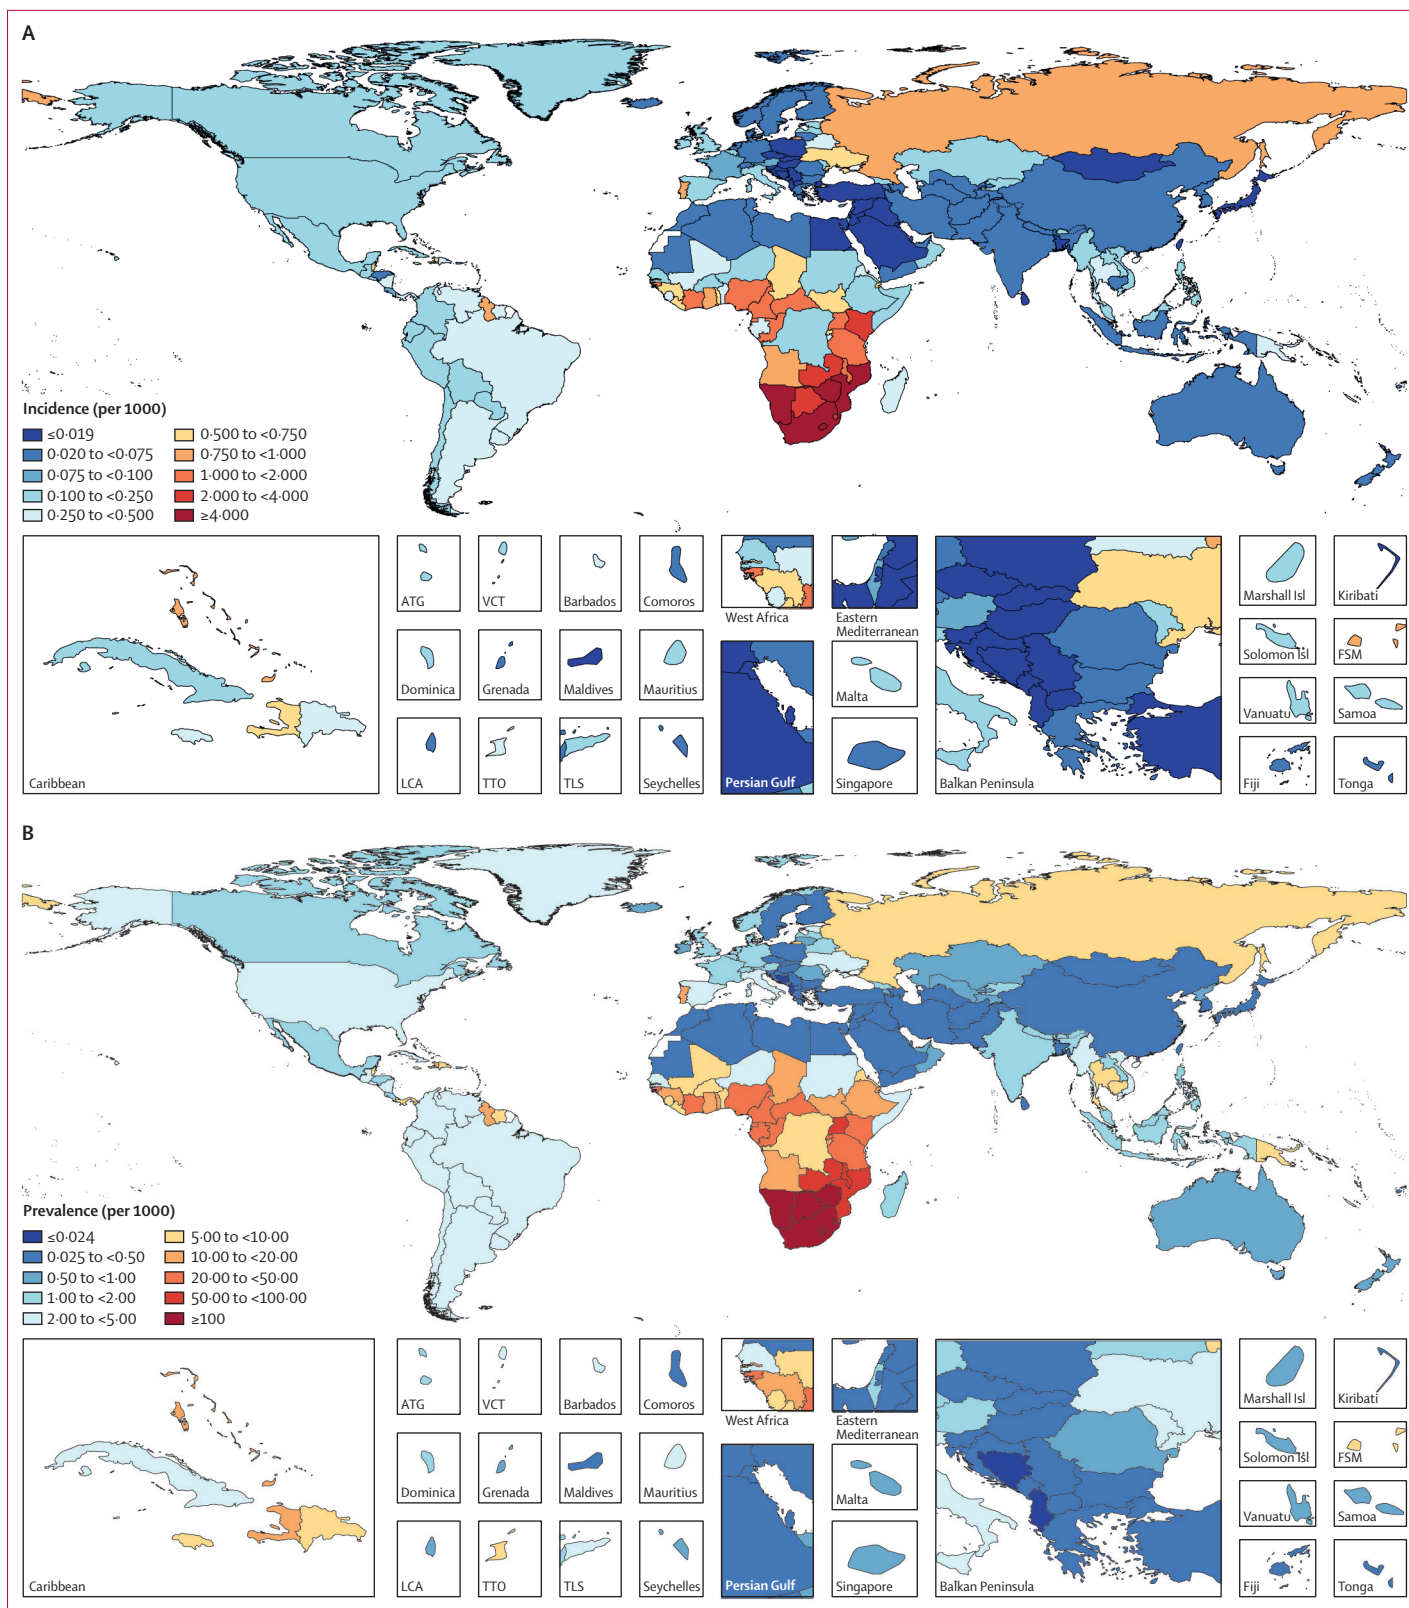 A
Incidence (per 1000)
≤0·019
0·020 to <0·075
0·075 to <0·100
0·100 to <0·250
0·250 to <0·500
0·500 to <0·750
0·750 to <1·000
1·000 to <2·000
2·000 to <4·000
≥4·000
Caribbean
ATG
VCT
Barbados
Comoros
West Africa
Eastern
Mediterranean
Marshall Isl
Kiribati
Dominica
Grenada
Maldives
Mauritius
Malta
Solomon Isl
FSM
Vanuatu
Samoa
LCA
TTO
TLS
Seychelles
Persian Gulf
Singapore
Balkan Peninsula
Fiji
Tonga
B
Prevalence (per 1000)
≤0·024
0·025 to <0·50
0·50 to <1·00
1·00 to <2·00
2·00 to <5·00
5·00 to <10·00
10·00 to <20·00
20·00 to <50·00
50·00 to <100·00
≥100
Caribbean
ATG
VCT
Barbados
Comoros
West Africa
Eastern
Mediterranean
Marshall Isl
Kiribati
Dominica
Grenada
Maldives
Mauritius
Malta
Solomon Isl
FSM
Vanuatu
Samoa
LCA
TTO
TLS
Seychelles
Persian Gulf
Singapore
Balkan Peninsula
Fiji
Tonga